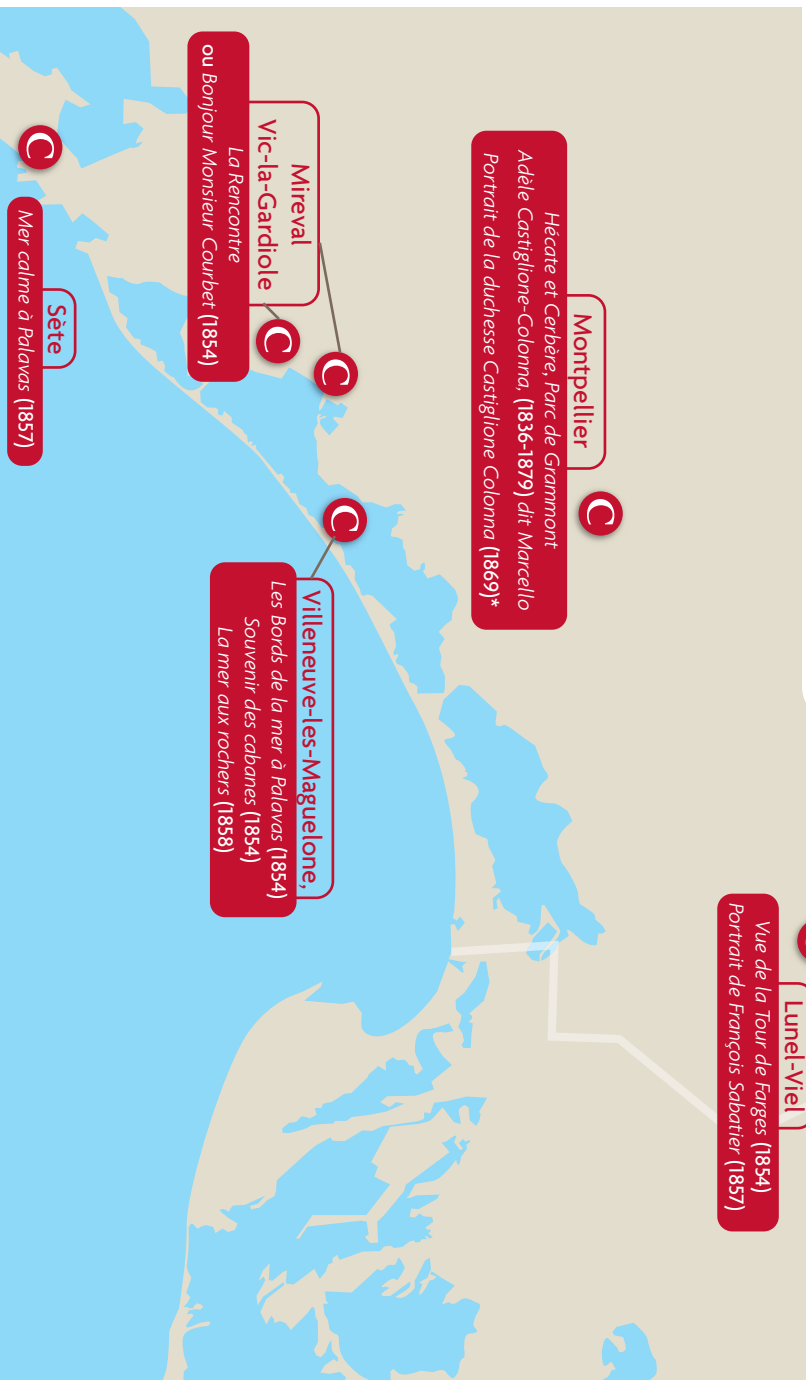 Lunel-Viel
Vue de la Tour de Farges (1854)
Portrait de François Sabatier (1857)
Montpellier
Hécate et Cerbère, Parc de Grammont
Adèle Castiglione-Colonna, (1836-1879) dit Marcello
Portrait de la duchesse Castiglione Colonna (1869)*
C
Mireval
Vic-la-Gardiole
La Rencontre
ou Bonjour Monsieur Courbet (1854)
C
C
C
Villeneuve-les-Maguelone,
Les Bords de la mer à Palavas (1854)
Souvenir des cabanes (1854)
La mer aux rochers (1858)
C
Sète
Mer calme à Palavas (1857)